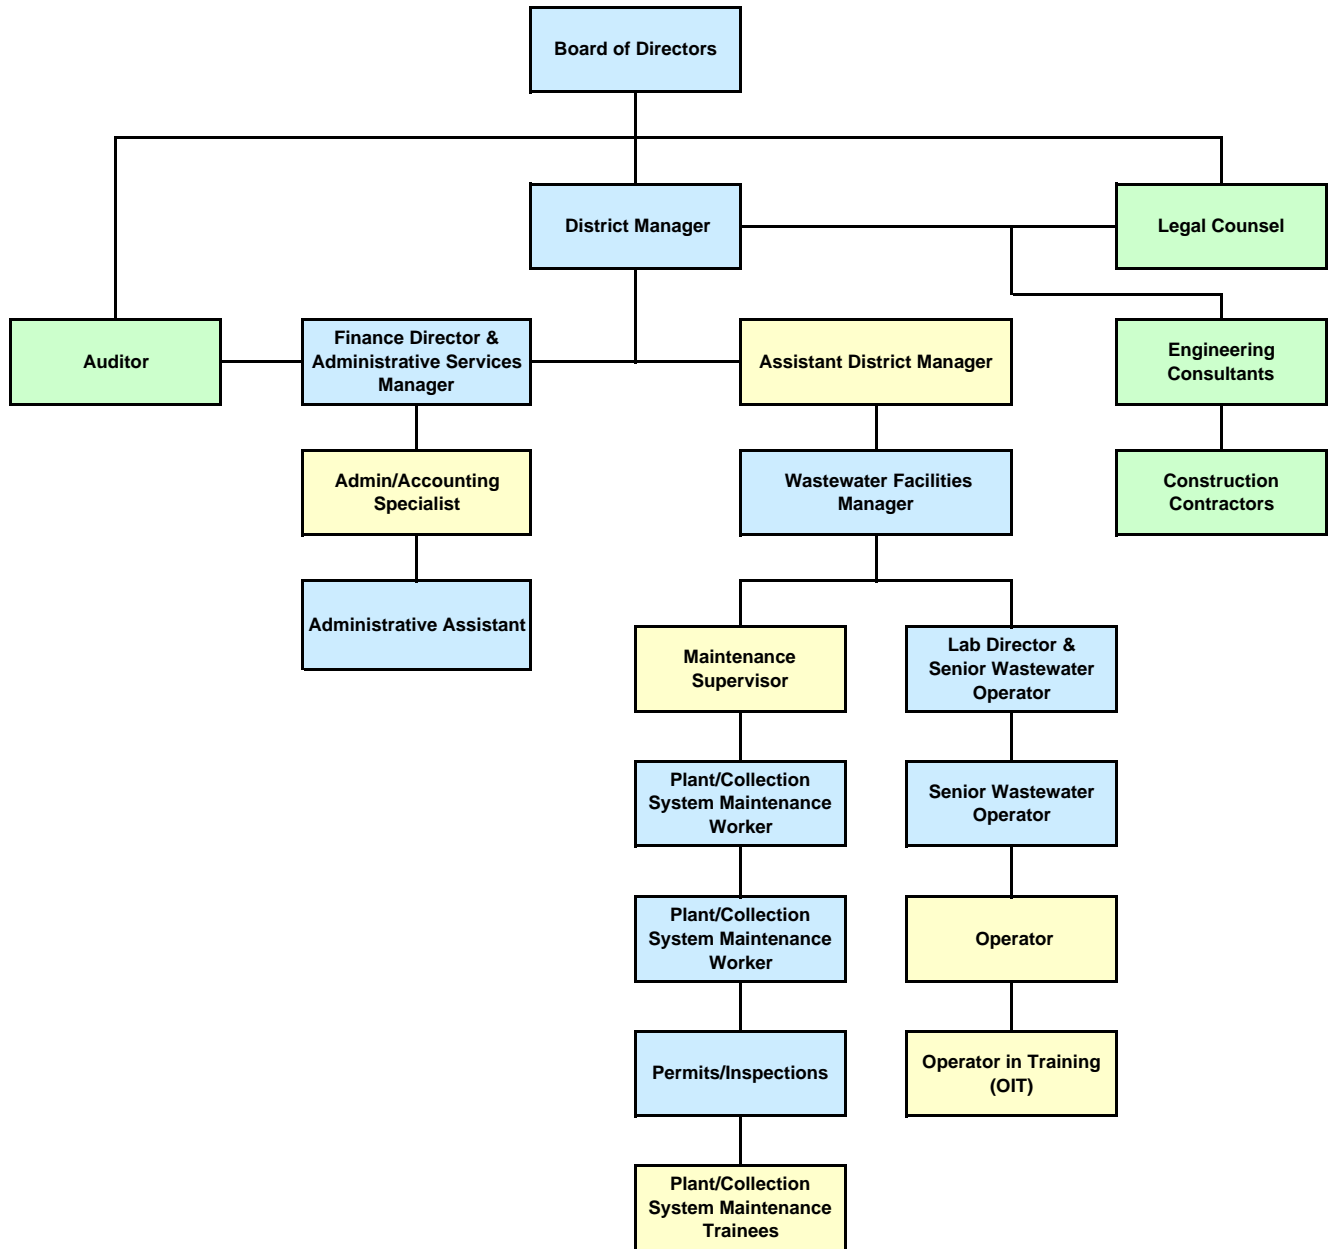 Board of Directors
District Manager
Legal Counsel
Auditor
Finance Director &
Administrative Services
Manager
Assistant District Manager
Engineering
Consultants
Admin/Accounting
Specialist
Wastewater Facilities
Manager
Construction
Contractors
Administrative Assistant
Maintenance
Supervisor
Lab Director &
Senior Wastewater
Operator
Plant/Collection
System Maintenance
Worker
Senior Wastewater
Operator
Plant/Collection
System Maintenance
Worker
Operator
Permits/Inspections
Operator in Training
(OIT)
Plant/Collection
System Maintenance
Trainees